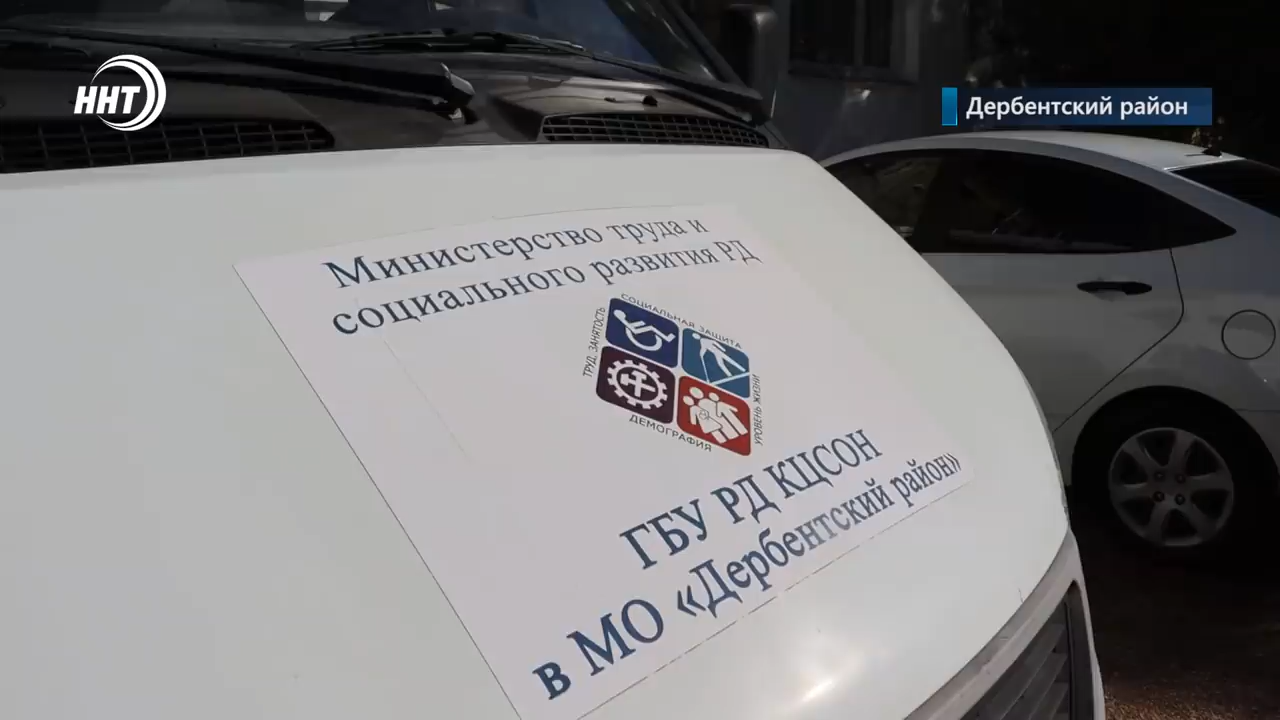 ННТ
Дербентский район
Министерство труда и
социального развития РД
СОЦИАЛЬНАЯ ЗАЩИТА
ТРУД, ЗАНЯТОСТЬ
УРОВЕНЬ ЖИЗНИ
ДЕМОГРАФИЯ
ГБУ РД КЦСОН
в МО «Дербентский район»